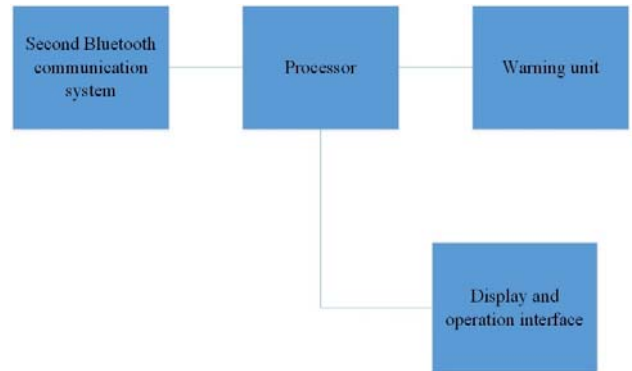 Second Bluetooth
communication
system
Processor
Warning unit
Display and
operation interface